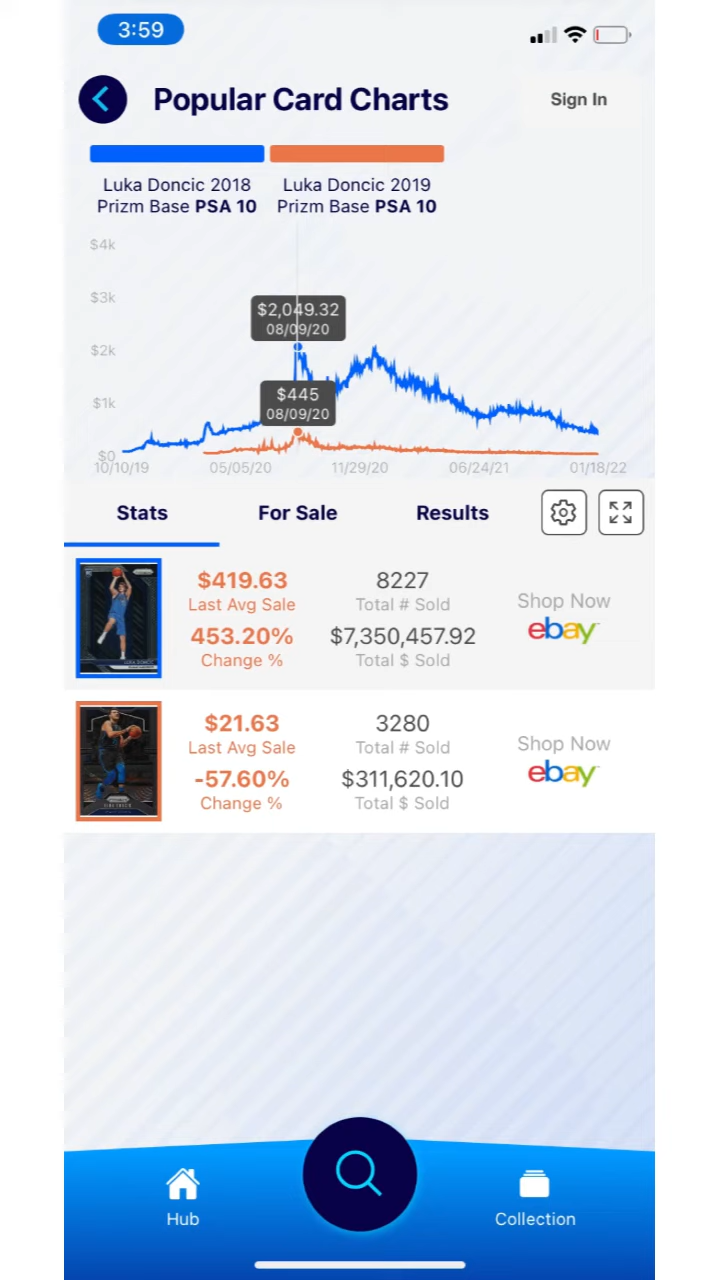 3:59
Popular Card Charts
Sign In
Luka Doncic 2018
Prizm Base PSA 10
Luka Doncic 2019
Prizm Base PSA 10
$4k
$3k
$2k
$1k
$0
$2,049.32
08/09/20
$445
08/09/20
10/10/19
05/05/20
11/29/20
06/24/21
01/18/22
Stats
For Sale
Results
$419.63
Last Avg Sale
453.20%
Change %
8227
Total # Sold
$7,350,457.92
Total $ Sold
Shop Now
ebay
$21.63
Last Avg Sale
-57.60%
Change %
3280
Total # Sold
$311,620.10
Total $ Sold
Shop Now
ebay
Hub
Collection